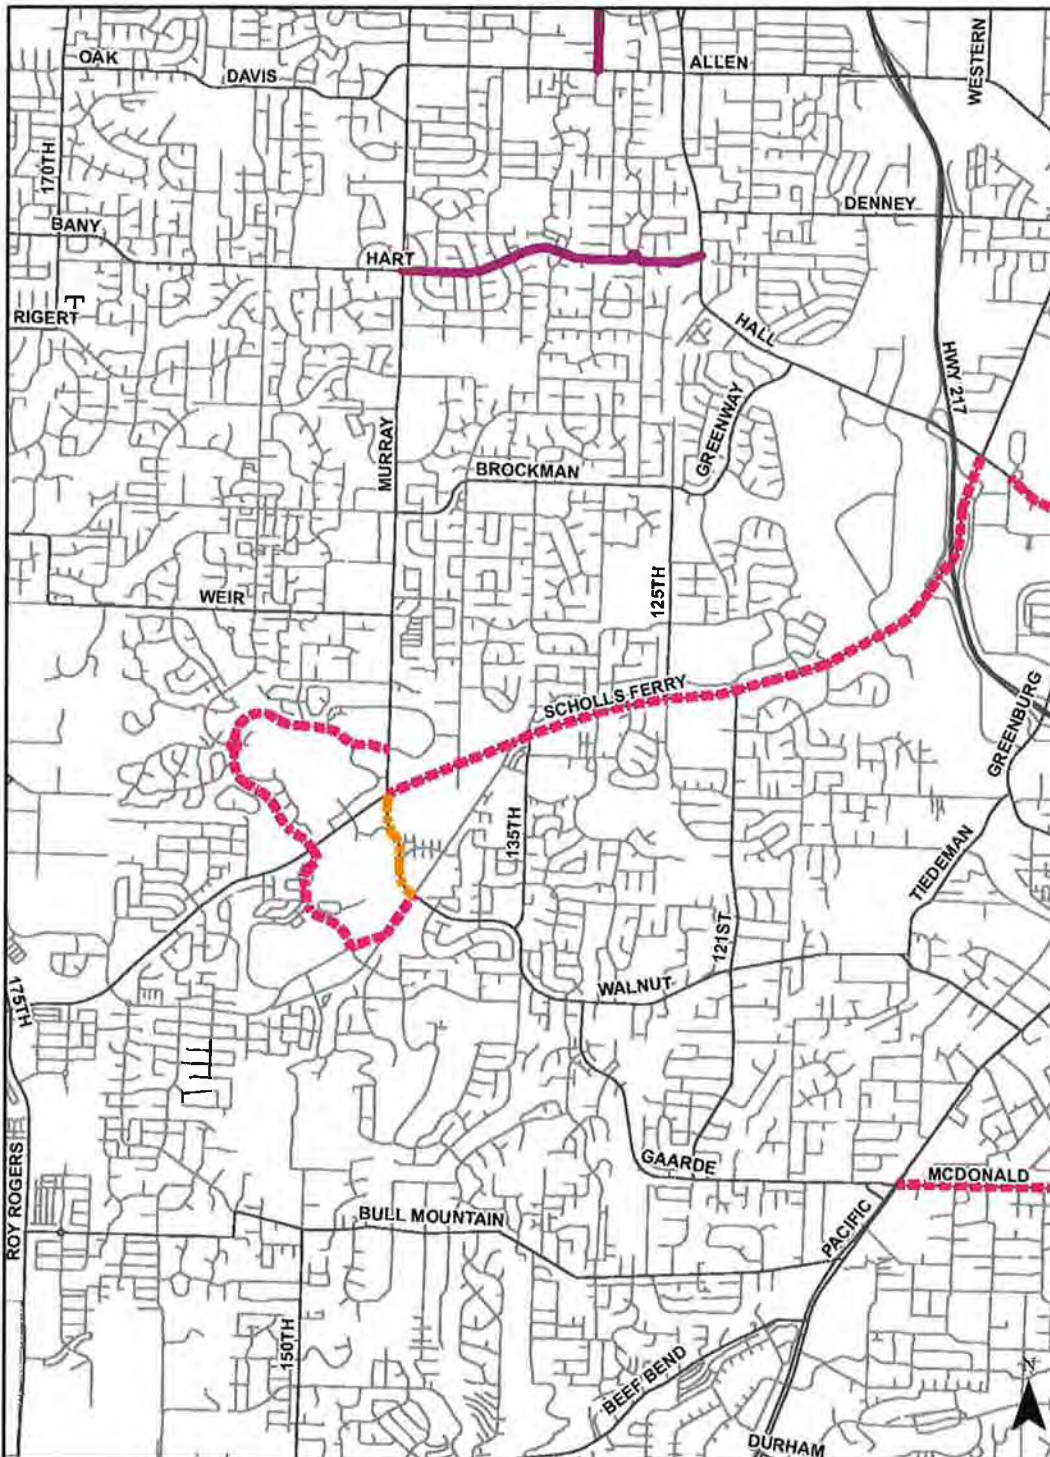 OAK
DAVIS
ALLEN
WESTERN
170TH
BANY
DENNEY
HART
RIGERT
HALL
HWY 217
GREENWAY
MURRAY
BROCKMAN
WEIR
125TH
SCHOLLS FERRY
GREENBURG
135TH
TIEDEMAN
121ST
WALNUT
175TH
GAARDE
MCDONALD
ROY ROGERS
BULL MOUNTAIN
PACIFIC
150TH
BEEF BEND
DURHAM
N